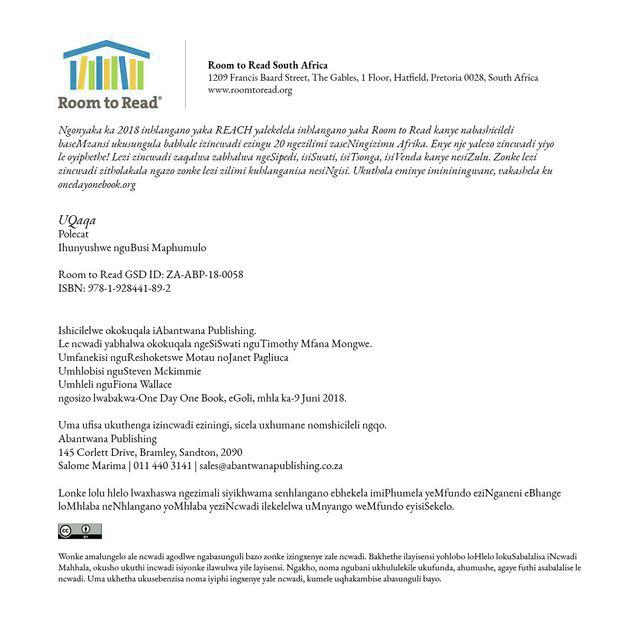 Room to Read®
Room to Read South Africa
1209 Francis Baard Street, The Gables, 1 Floor, Hatfield, Pretoria 0028, South Africa
www.roomtoread.org
Ngonyaka ka 2018 inhlangano yaka REACH yalekelela inhlangano yaka Room to Read kanye nabashicileli
baseMzansi ukusungula babhale izincwadi ezingu 20 ngezilimi zaseNingizimu Afrika. Enye nje yalezo zincwadi yiyo
le oyiphethe! Lezi zincwadi zaqalwa zabhalwa ngeSipedi, isiSwati, isiTsonga, isiVenda kanye nesiZulu. Zonke lezi
zincwadi zitholakala ngazo zonke lezi zilimi kuhlanganisa nesiNgisi. Ukuthola eminye imininingwane, vakashela ku
onedayonebook.org
UQaqa
Polecat
Ihunyushwe nguBusi Maphumulo
Room to Read GSD ID: ZA-ABP-18-0058
ISBN: 978-1-928441-89-2
Ishicilelwe okokuqala iAbantwana Publishing.
Le ncwadi yabhalwa okokuqala ngeSiSwati nguTimothy Mfana Mongwe.
Umfanekisi nguReshoketswe Motau noJanet Pagliuca
Umhlobisi nguSteven Mckimmie
Umhleli nguFiona Wallace
ngosizo lwabakwa-One Day One Book, eGoli, mhla ka-9 Juni 2018.
Uma ufisa ukuthenga izincwadi eziningi, sicela uxhumane nomshicileli ngqo.
Abantwana Publishing
145 Corlett Drive, Bramley, Sandton, 2090
Salome Marima | 011 440 3141 | sales@abantwanapublishing.co.za
Lonke lolu hlelo lwaxhaswa ngezimali siyikhwama senhlangano ebhekela imiPhumela yeMfundo eziNganeni eBhange
loMhlaba neNhlangano yoMhlaba yeziNcwadi ilekelelwa uMnyango weMfundo eyisiSekelo.
cc BY
Wonke amalungelo ale ncwadi agodlwe ngabasunguli bazo zonke izingxenye zale ncwadi. Bakhethe ilayisensi yohlobo loHlelo lokuSabalalisa iNcwadi
Mahhala, okusho ukuthi incwadi isiyonke ilawulwa yile layisensi. Ngakho, noma ngubani ukhululekile ukufunda, ahumushe, agaye futhi asabalalise le
ncwadi. Uma ukhetha ukusebenzisa noma iyiphi ingxenye yale ncwadi, kumele uqhakambise abasunguli bayo.